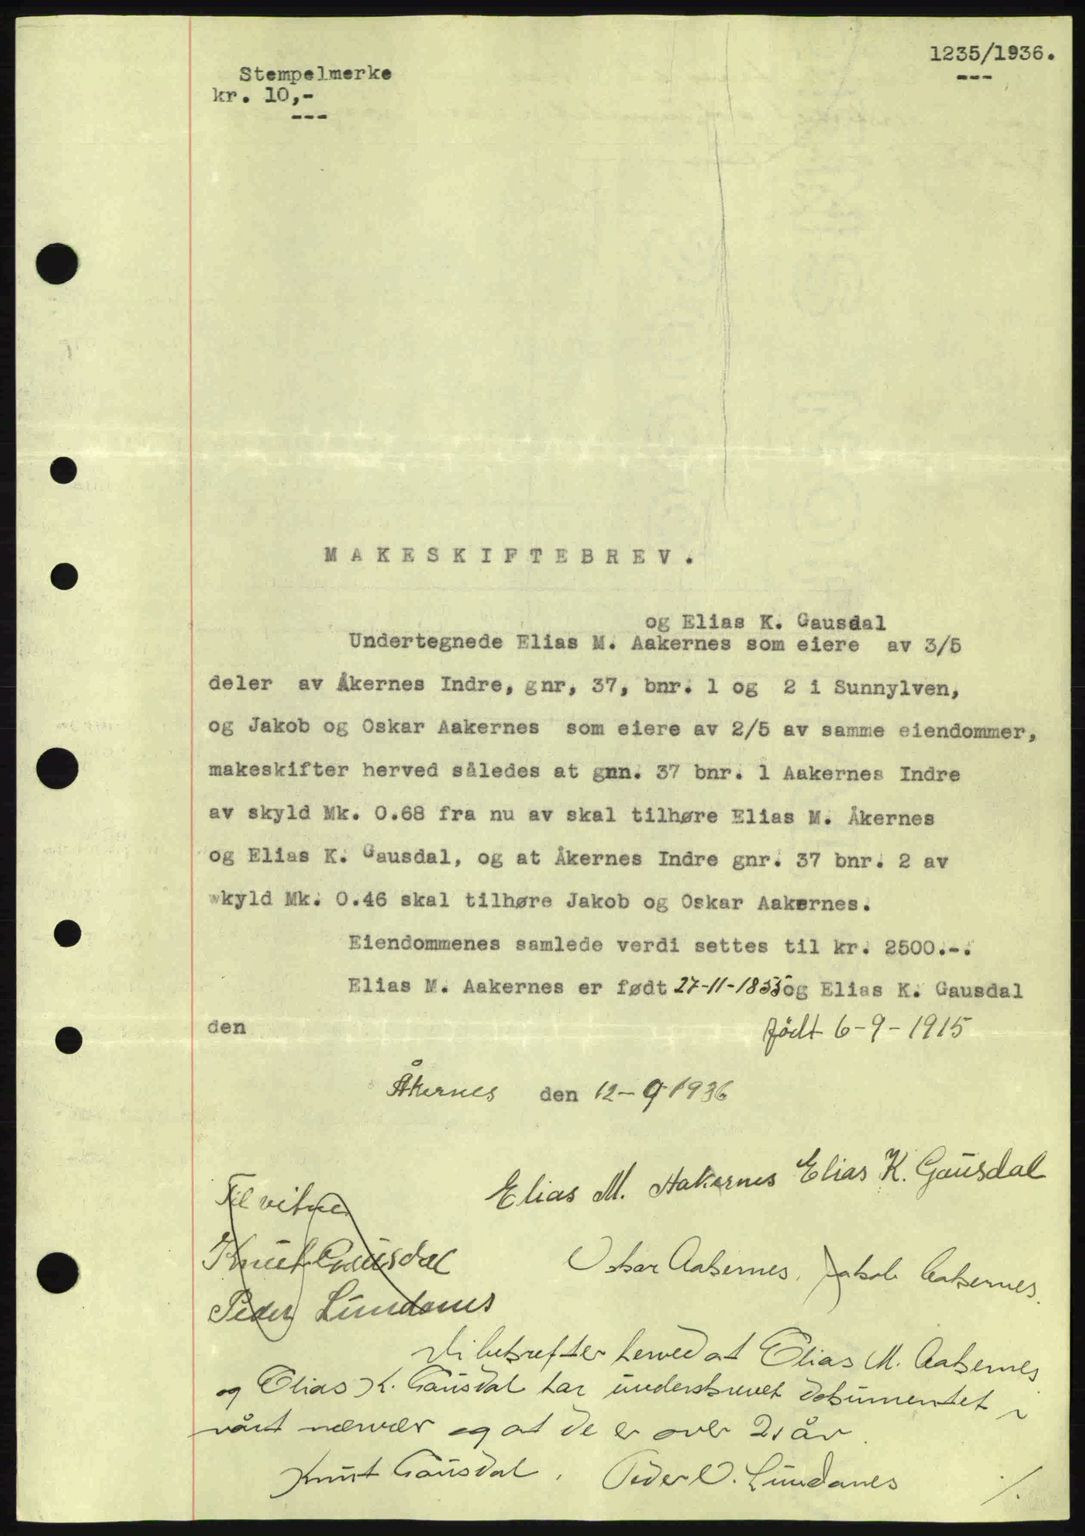 1235/1936.
---
Stempelmerke
kr. 10,-
---
M A K E S K I F T E B R E V .
og Elias K. Gausdal
Undertegnede Elias M. Aakernes som eiere av 3/5
deler av Åkernes Indre, gnr, 37, bnr. 1 og 2 i Sunnylven,
og Jakob og Oskar Aakernes som eiere av 2/5 av samme eiendommer,
makeskifter herved således at gnn. 37 bnr. 1 Aakernes Indre
av skyld Mk. 0.68 fra nu av skal tilhøre Elias M. Åkernes
og Elias K. Gausdal, og at Åkernes Indre gnr. 37 bnr. 2 av
skyld Mk. 0.46 skal tilhøre Jakob og Oskar Aakernes.
Eiendommenes samlede verdi settes til kr. 2500.-.
Elias M. Aakernes er født 27-11-1855 og Elias K. Gausdal
den født 6-9-1915
Åkernes den 12-9 1936
Elias M. Aakernes Elias K. Gausdal
Til vitne
Knut Gausdal
Oskar Aakernes. Jakob Aakernes.
Peder Lundanes
Vi bekrefter herved at Elias M. Aakernes
og Elias K. Gausdal har underskrevet dokumentet i
vårt nærvær og at de er over 21 år.
Knut Gausdal. Peder O. Lundanes
./.